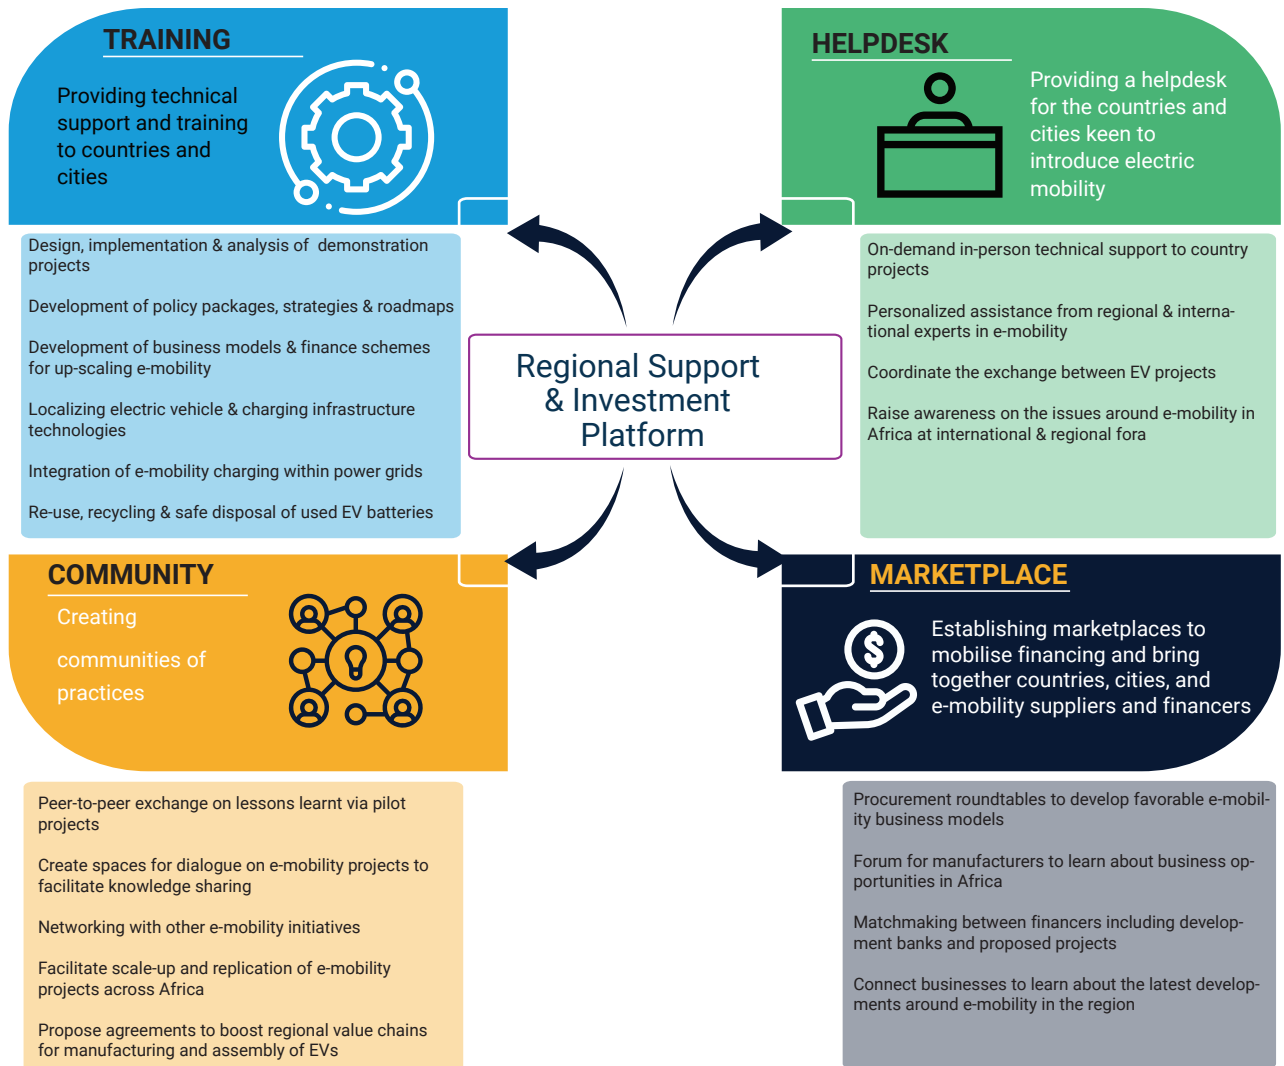 TRAINING
Providing technical
support and training
to countries and
cities
Design, implementation & analysis of demonstration
projects
Development of policy packages, strategies & roadmaps
Development of business models & finance schemes
for up-scaling e-mobility
Localizing electric vehicle & charging infrastructure
technologies
Integration of e-mobility charging within power grids
Re-use, recycling & safe disposal of used EV batteries
HELPDESK
Providing a helpdesk
for the countries and
cities keen to
introduce electric
mobility
On-demand in-person technical support to country
projects
Personalized assistance from regional & interna-
tional experts in e-mobility
Coordinate the exchange between EV projects
Raise awareness on the issues around e-mobility in
Africa at international & regional fora
Regional Support
& Investment
Platform
COMMUNITY
Creating
communities of
practices
Peer-to-peer exchange on lessons learnt via pilot
projects
Create spaces for dialogue on e-mobility projects to
facilitate knowledge sharing
Networking with other e-mobility initiatives
Facilitate scale-up and replication of e-mobility
projects across Africa
Propose agreements to boost regional value chains
for manufacturing and assembly of EVs
MARKETPLACE
$
Establishing marketplaces to
mobilise financing and bring
together countries, cities, and
e-mobility suppliers and financers
Procurement roundtables to develop favorable e-mobil-
ity business models
Forum for manufacturers to learn about business op-
portunities in Africa
Matchmaking between financers including develop-
ment banks and proposed projects
Connect businesses to learn about the latest develop-
ments around e-mobility in the region